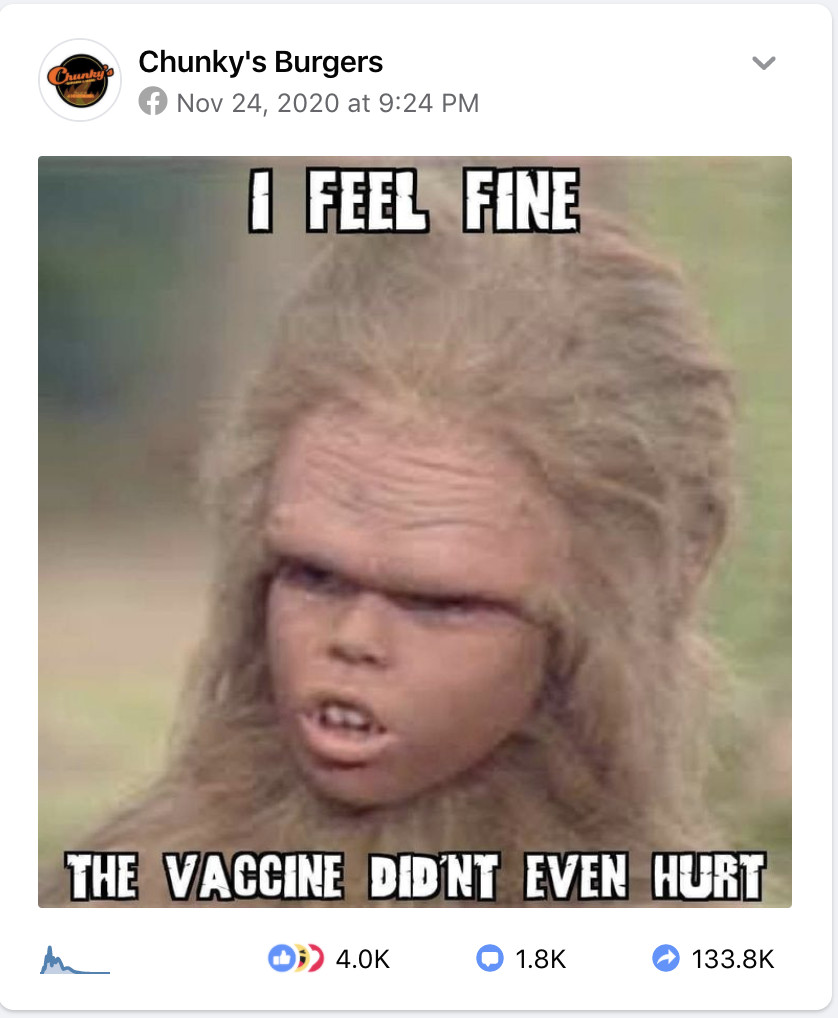 Chunky's Burgers
Chunky's
Nov 24, 2020 at 9:24 PM
I FEEL FINE
THE VACCINE DID'NT EVEN HURT
4.0K 1.8K 133.8K